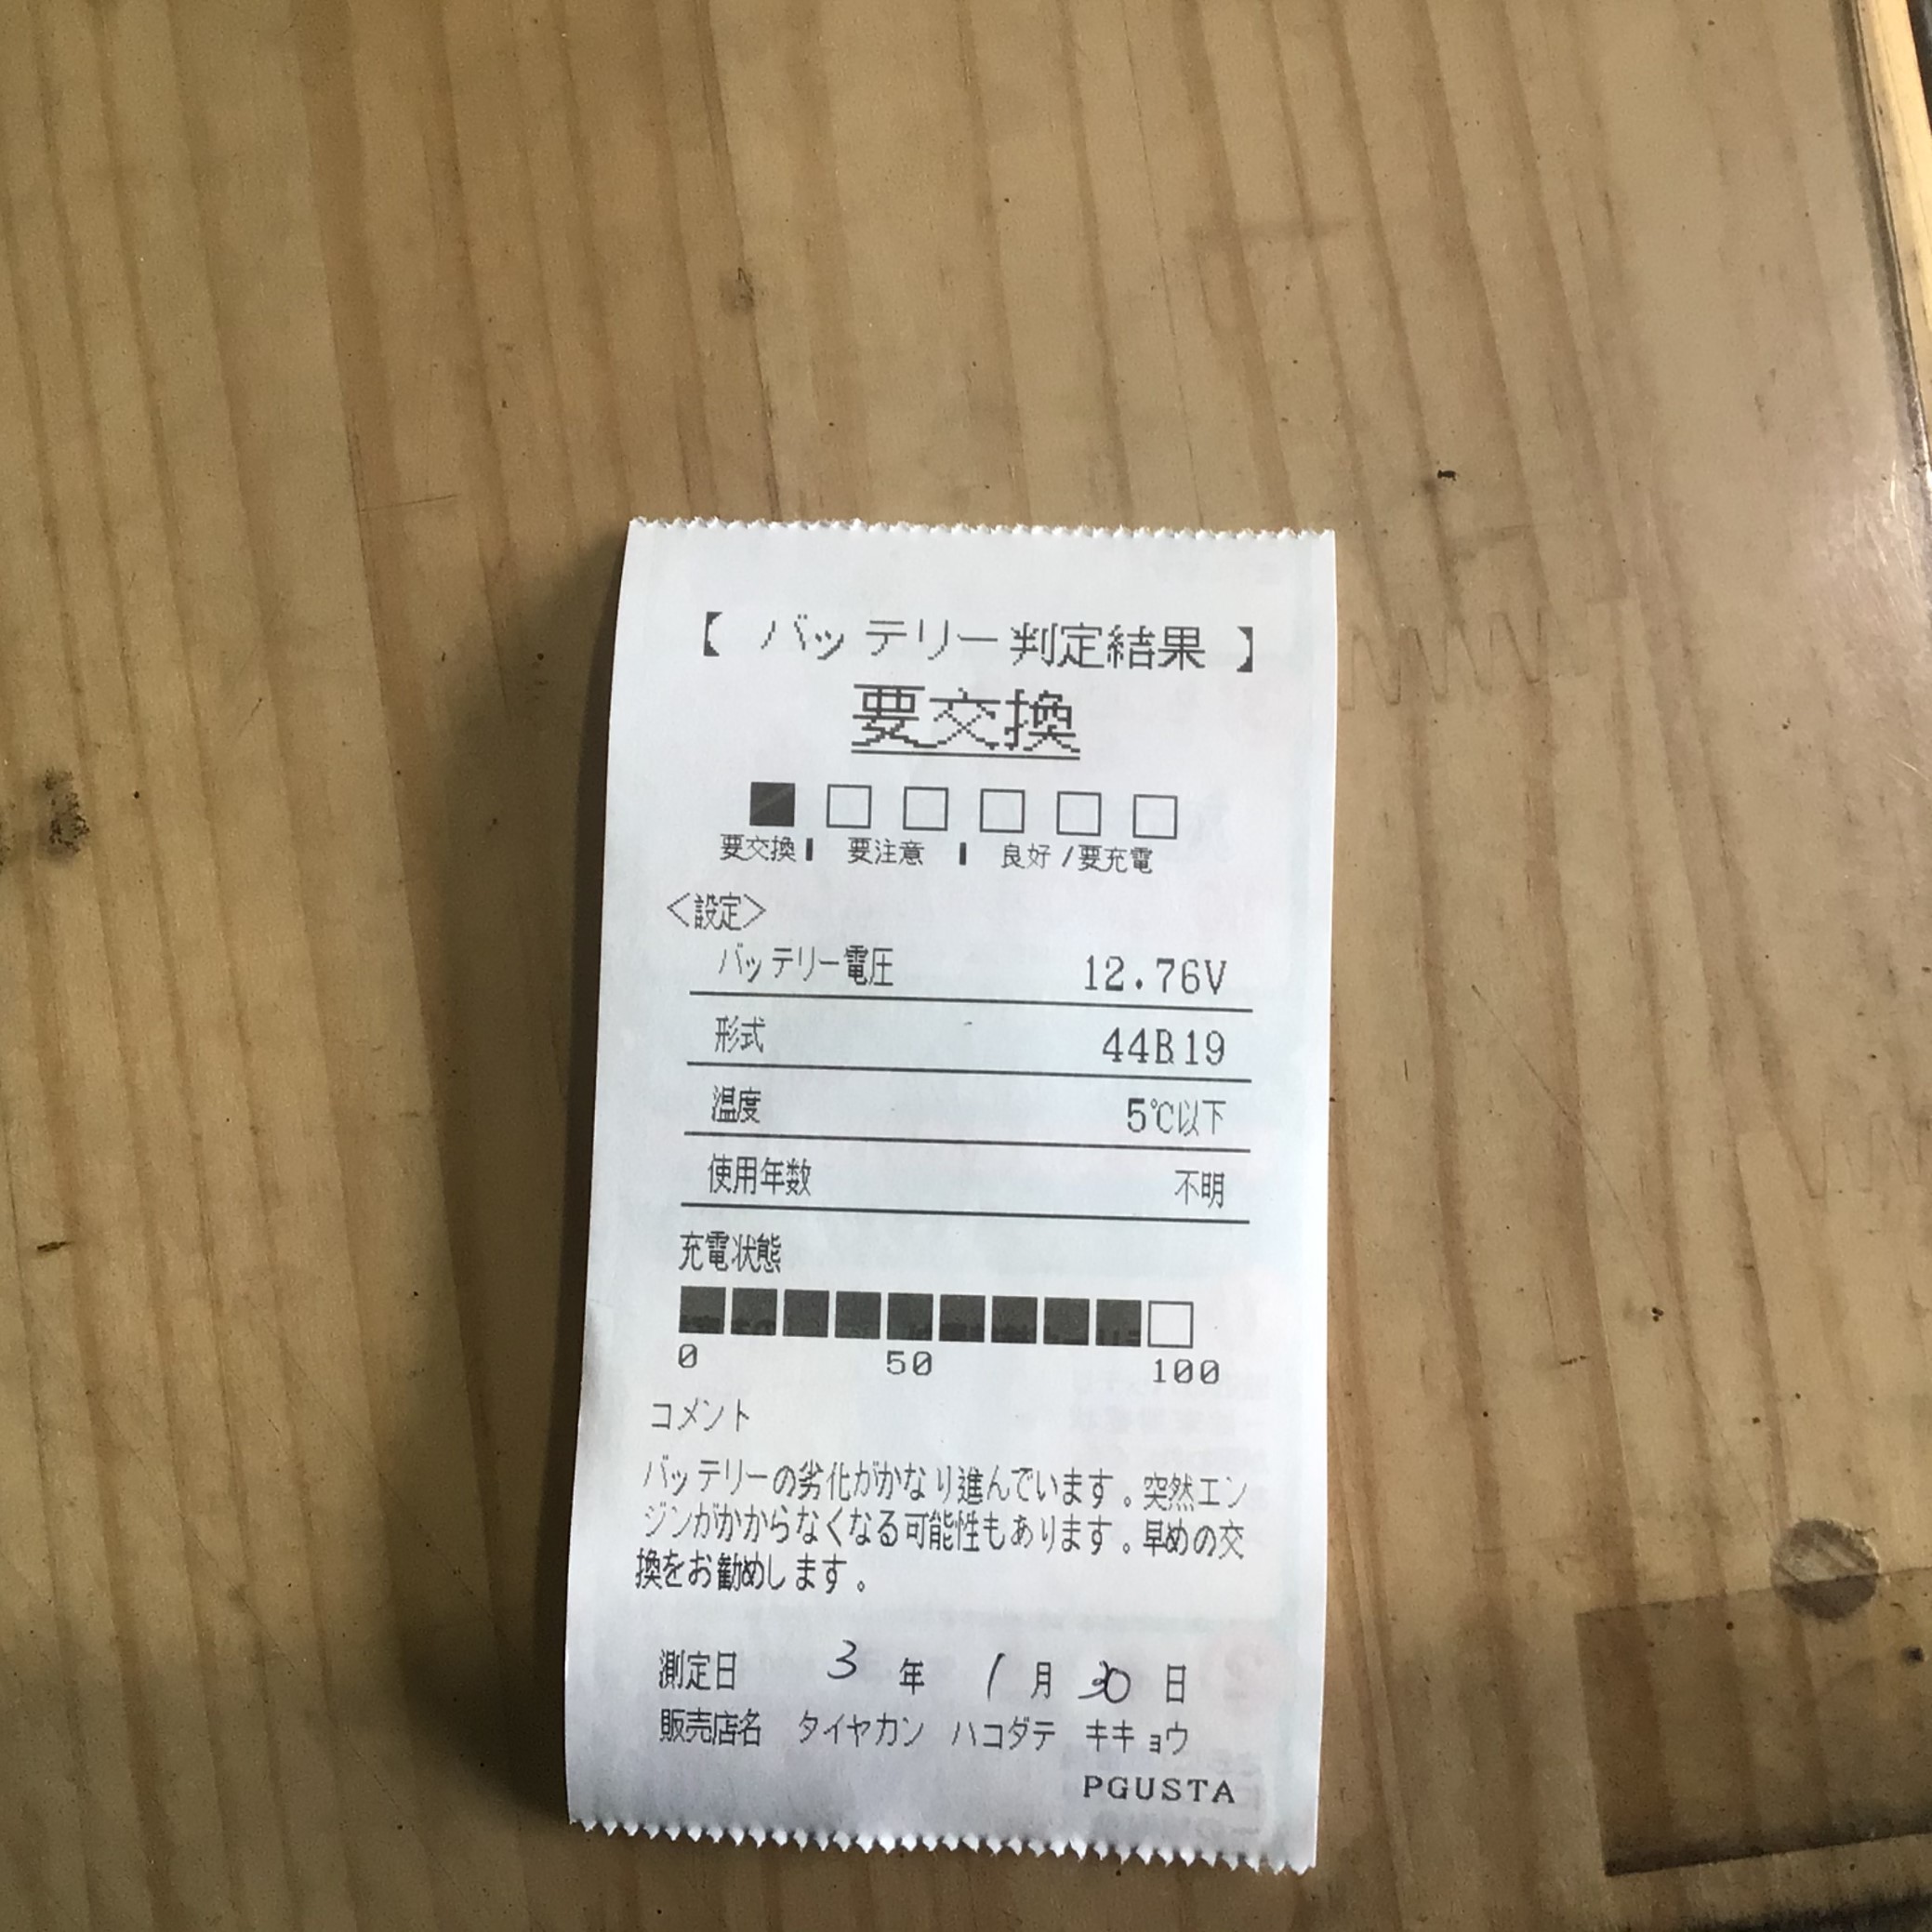 【 バッテリー判定結果 】
要交換
要交換 要注意 良好/要充電
<設定>
バッテリー電圧 12.76V
形式 44B19
温度 5℃以下
使用年数 不明
充電状態
0 50 100
コメント
バッテリーの劣化がかなり進んでいます。突然エン
ジンがかからなくなる可能性もあります。早めの交
換をお勧めします。
測定日 3 年 1 月 30 日
販売店名 タイヤカン ハコダテ キキョウ
PGUSTA